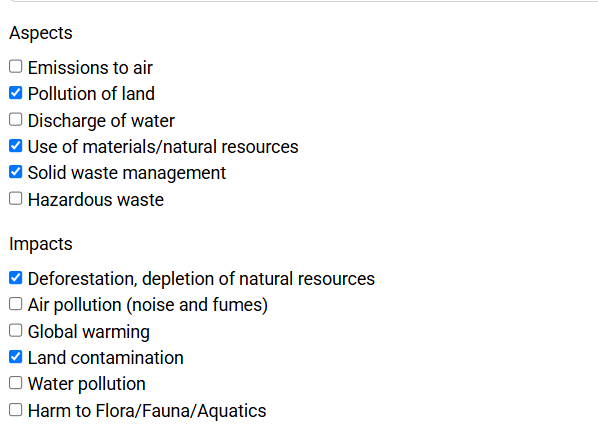 Aspects
Emissions to air
Pollution of land
Discharge of water
Use of materials/natural resources
Solid waste management
Hazardous waste
Impacts
Deforestation, depletion of natural resources
Air pollution (noise and fumes)
Global warming
Land contamination
Water pollution
Harm to Flora/Fauna/Aquatics